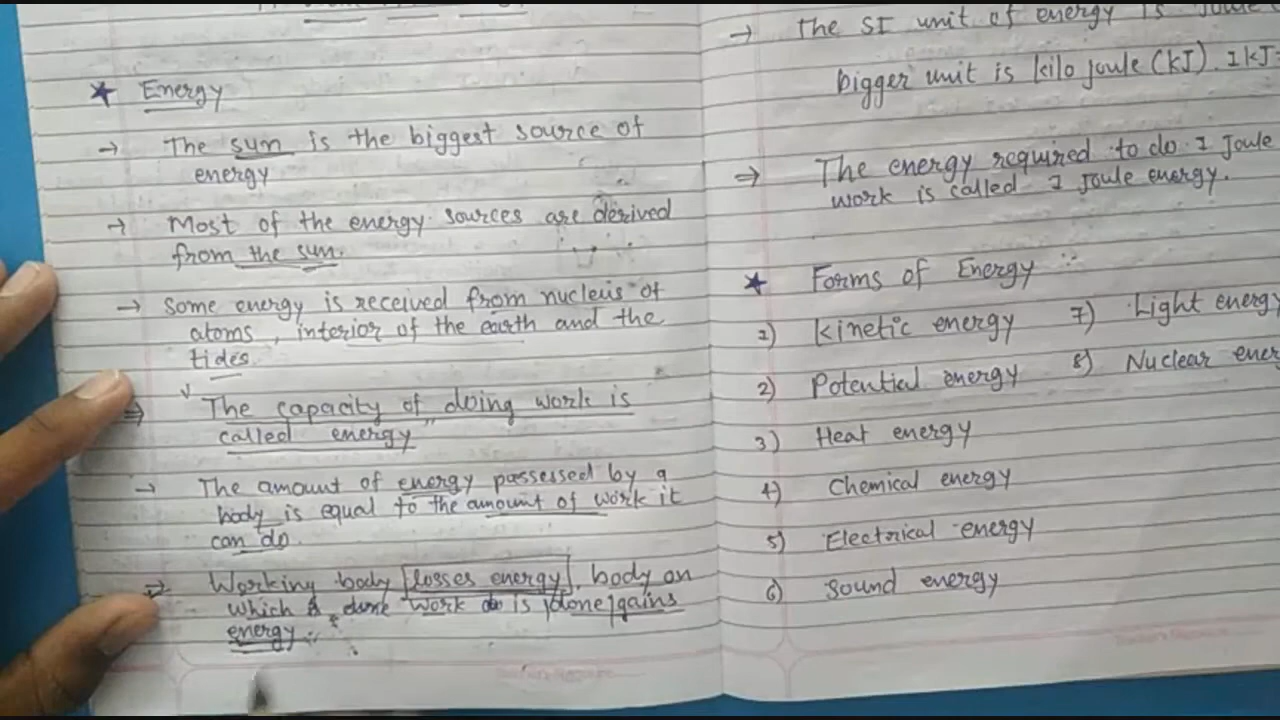 ★ Energy
→ The sun is the biggest source of
energy
→ Most of the energy sources are derived
from the sun.
→ Some energy is received from nucleus of
atoms, interior of the earth and the
tides.
⇒ The capacity of doing work is
called energy"
→ The amount of energy passessed by a
body is equal to the amount of work it
can do.
⇒ Working body losses energy, body on
which work is done gains
energy.
→ The SI unit of energy is Joule
bigger unit is kilo joule (kJ). 1 kJ
⇒ The energy required to do 1 Joule
work is called 1 Joule energy.
★ Forms of Energy :-
1) Kinetic energy 7) Light energy
2) Potential energy 8) Nuclear ener
3) Heat energy
4) Chemical energy
5) Electrical energy
6) Sound energy